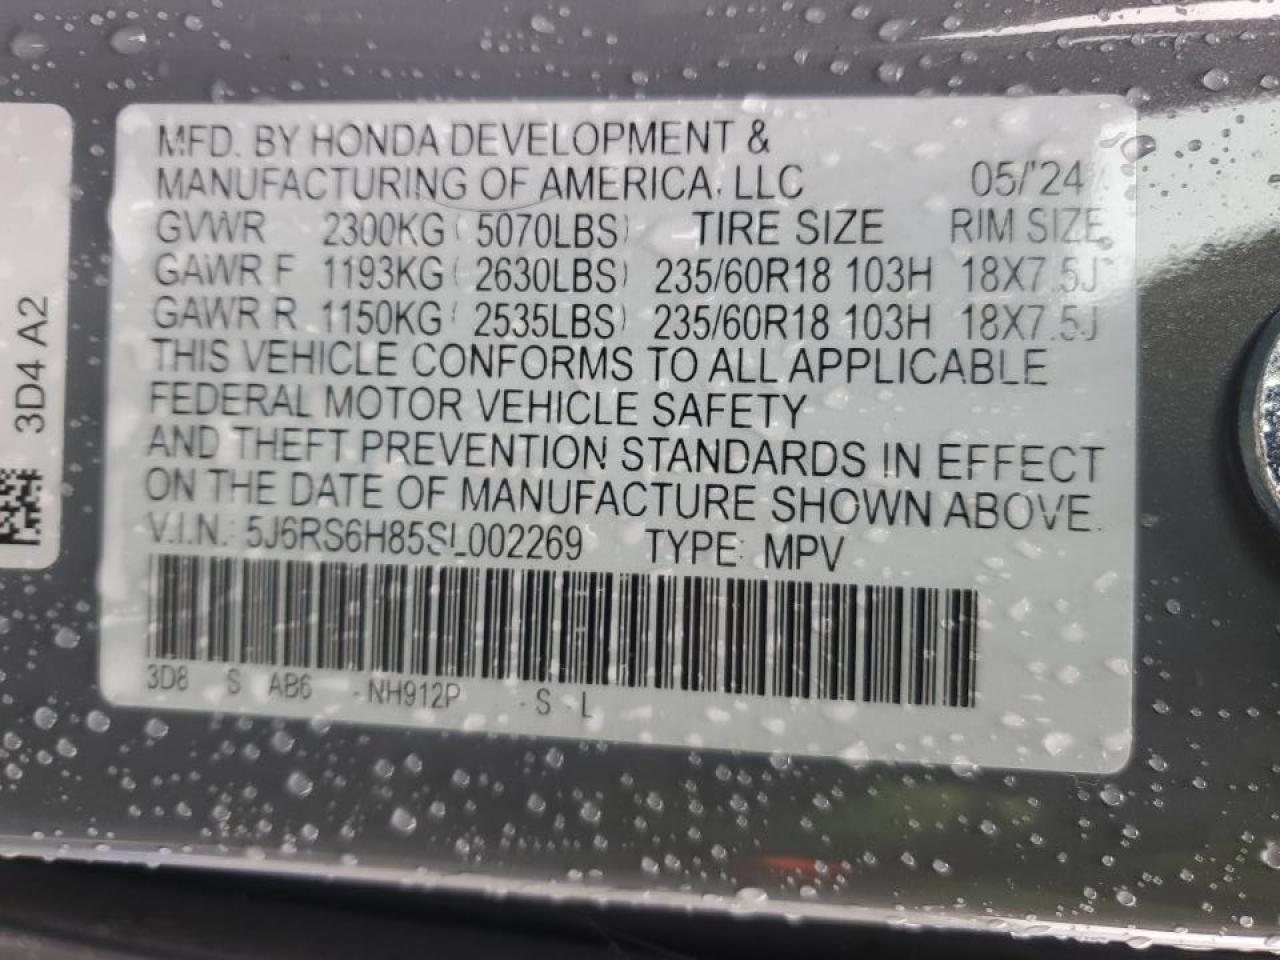 MFD. BY HONDA DEVELOPMENT &
MANUFACTURING OF AMERICA, LLC 05/'24
GVWR 2300KG ( 5070LBS) TIRE SIZE RIM SIZE
GAWR F 1193KG ( 2630LBS) 235/60R18 103H 18X7.5J
GAWR R 1150KG ( 2535LBS) 235/60R18 103H 18X7.5J
THIS VEHICLE CONFORMS TO ALL APPLICABLE
FEDERAL MOTOR VEHICLE SAFETY
AND THEFT PREVENTION STANDARDS IN EFFECT
ON THE DATE OF MANUFACTURE SHOWN ABOVE.
V.I.N.: 5J6RS6H85SL002269 TYPE: MPV
3D8 S AB6 -NH912P - S - L
3D4 A2